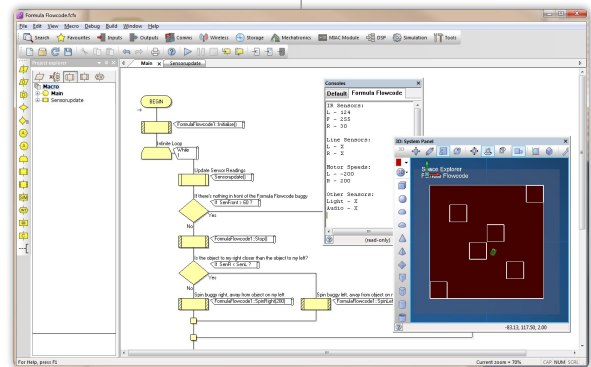 Formula Flowcode.fcfx
File Edit View Macro Debug Build Window Help
Search Favourites Inputs Outputs Comms Wireless Storage Mechatronics MIAC Module DSP Simulation Tools
Project explorer
Macro
Main
Sensorupdate
Main Sensorupdate
BEGIN
FormulaFlowcode1::Initialise()
Infinite Loop
While
1
Update Sensor Readings
Sensorupdate()
If there's nothing in front of the Formula Flowcode buggy
If SenFront > 60 ?
Yes
No
FormulaFlowcode1::Stop()
Is the object to my right closer than the object to my left?
If SenR < SenL ?
Yes
No
Spin buggy right, away from object on my left
FormulaFlowcode1::SpinRight(200)
Spin buggy left, away from object on r
FormulaFlowcode1::SpinLe
Consoles
Default Formula Flowcode
IR Sensors:
L - 124
F - 255
R - 30
Line Sensors:
L - X
R - X
Motor Speeds:
L - -200
R - 200
Other Sensors:
Light - X
Audio - X
(read-only)
3D: System Panel
Space Explorer
Formula Flowcode
-83.13, 117.50, 2.00
For Help, press F1
Current zoom = 70%
CAP NUM SCRL